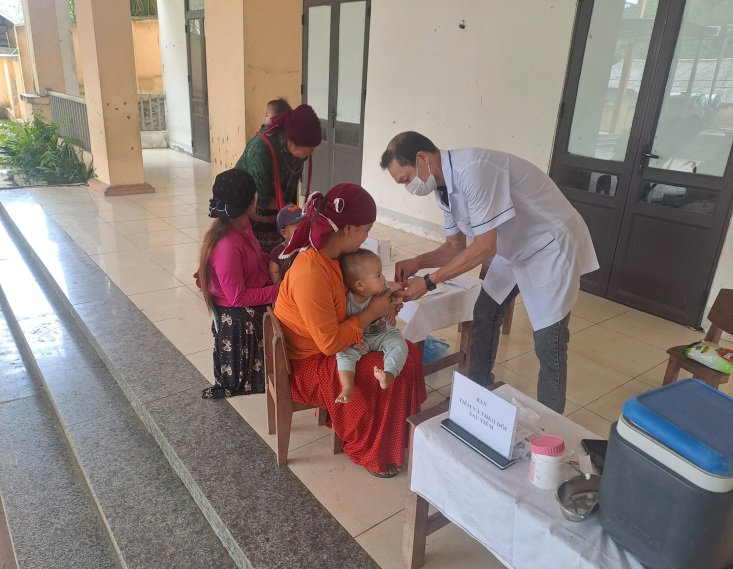 BÀN
TIÊM VÀ THEO DÕI
SAU TIÊM